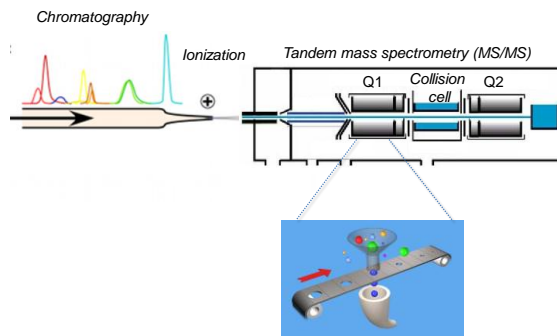 Chromatography
Ionization
Tandem mass spectrometry (MS/MS)
Q1
Collision
cell
Q2
+